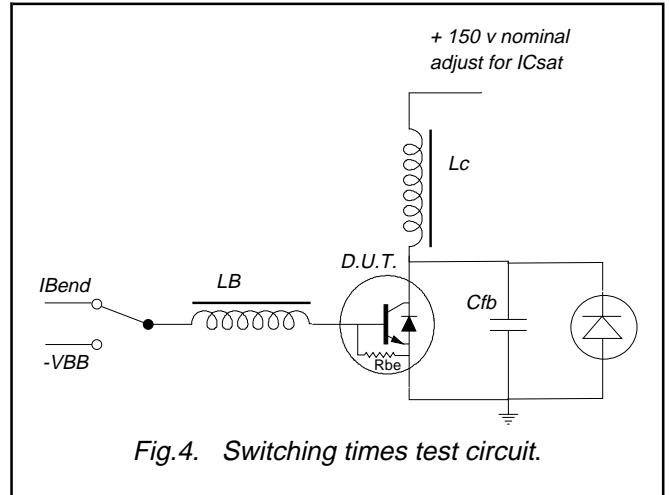 + 150 v nominal
adjust for ICsat
Lc
D.U.T.
LB
IBend
Cfb
-VBB
Rbe
Fig.4. Switching times test circuit.